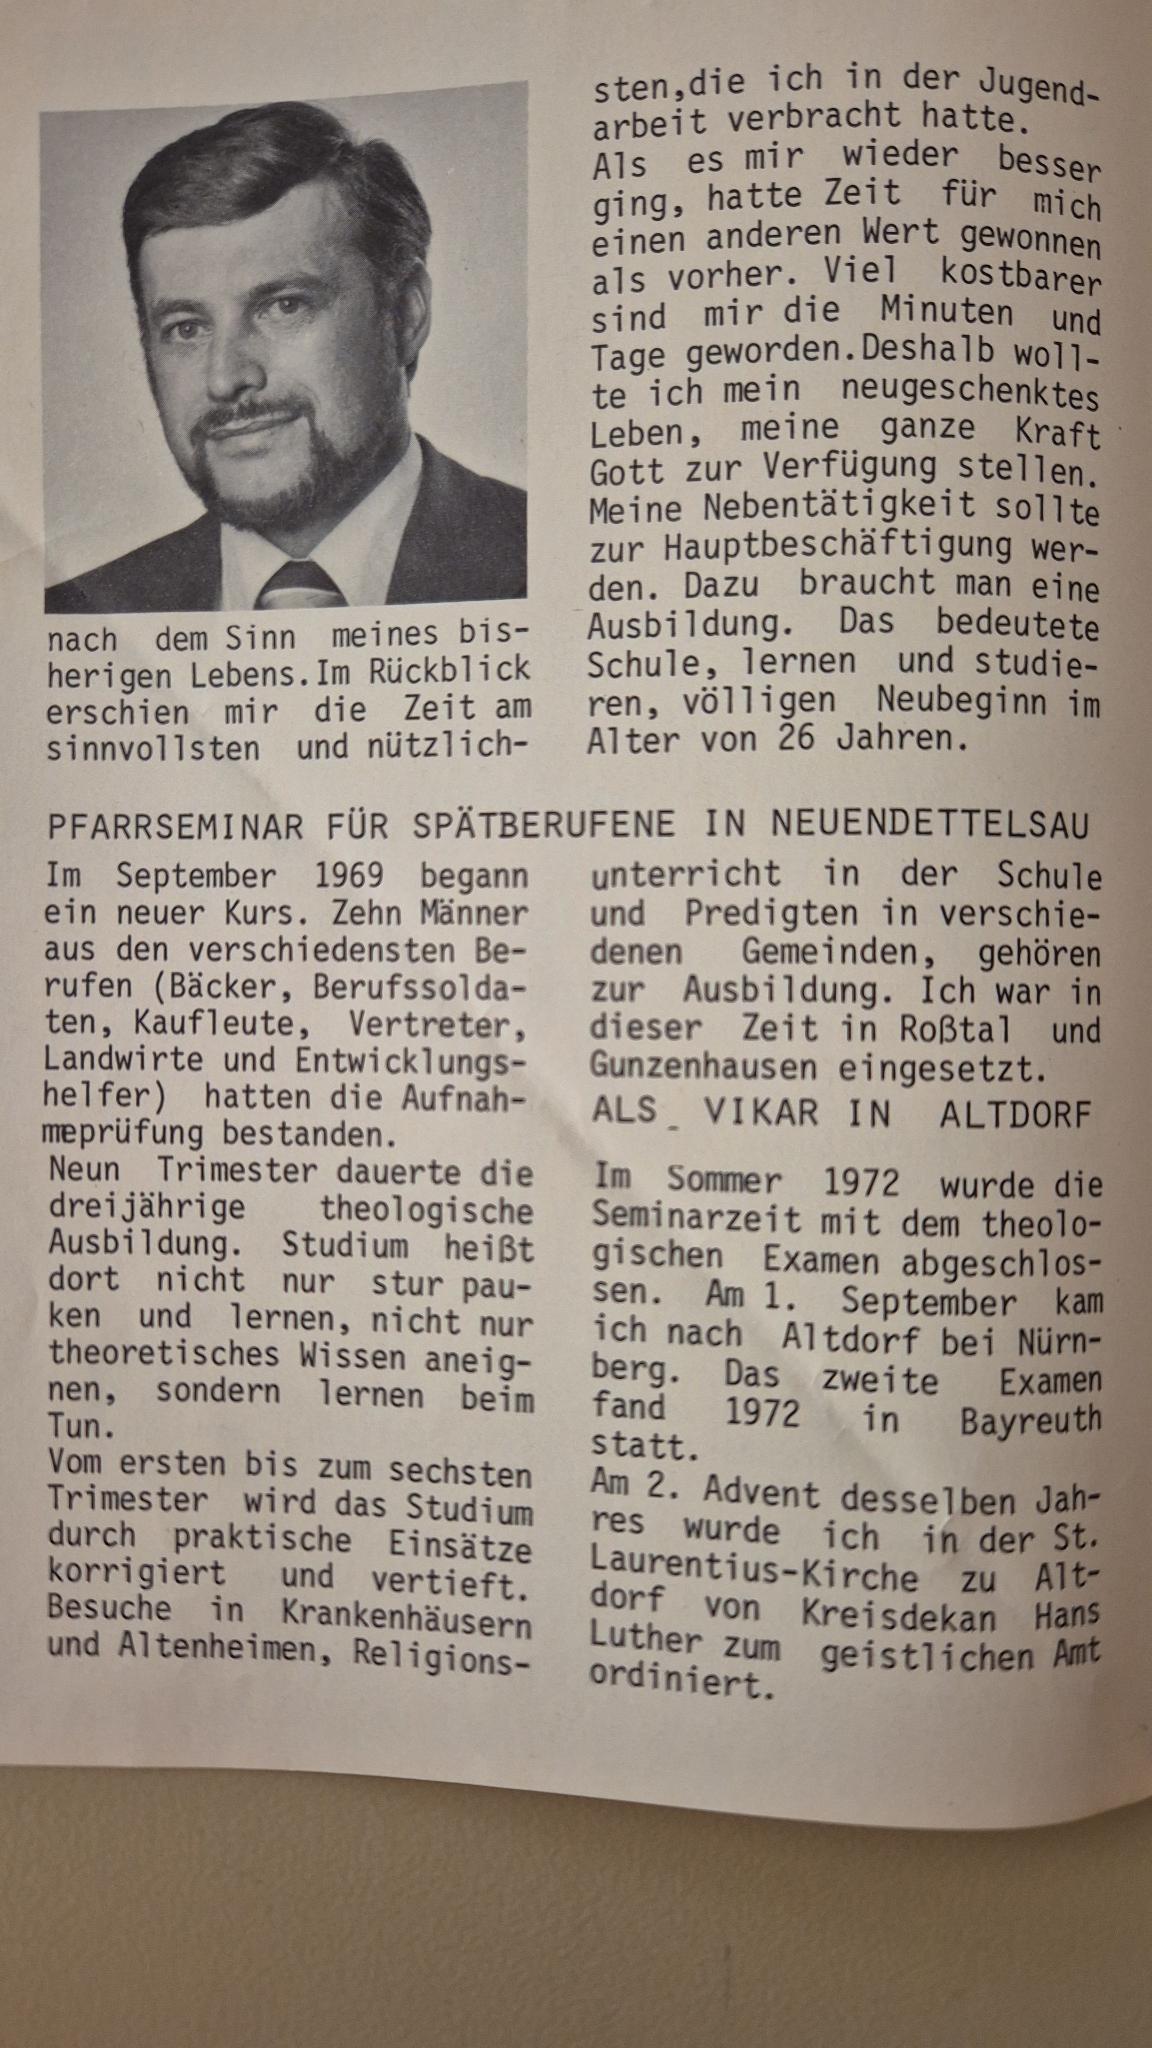 nach dem Sinn meines bis-
herigen Lebens.Im Rückblick
erschien mir die Zeit am
sinnvollsten und nützlich-
sten,die ich in der Jugend-
arbeit verbracht hatte.
Als es mir wieder besser
ging, hatte Zeit für mich
einen anderen Wert gewonnen
als vorher. Viel kostbarer
sind mir die Minuten und
Tage geworden.Deshalb woll-
te ich mein neugeschenktes
Leben, meine ganze Kraft
Gott zur Verfügung stellen.
Meine Nebentätigkeit sollte
zur Hauptbeschäftigung wer-
den. Dazu braucht man eine
Ausbildung. Das bedeutete
Schule, lernen und studie-
ren, völligen Neubeginn im
Alter von 26 Jahren.
PFARRSEMINAR FÜR SPÄTBERUFENE IN NEUENDETTELSAU
Im September 1969 begann
ein neuer Kurs. Zehn Männer
aus den verschiedensten Be-
rufen (Bäcker, Berufssolda-
ten, Kaufleute, Vertreter,
Landwirte und Entwicklungs-
helfer) hatten die Aufnah-
meprüfung bestanden.
Neun Trimester dauerte die
dreijährige theologische
Ausbildung. Studium heißt
dort nicht nur stur pau-
ken und lernen, nicht nur
theoretisches Wissen aneig-
nen, sondern lernen beim
Tun.
Vom ersten bis zum sechsten
Trimester wird das Studium
durch praktische Einsätze
korrigiert und vertieft.
Besuche in Krankenhäusern
und Altenheimen, Religions-
unterricht in der Schule
und Predigten in verschie-
denen Gemeinden, gehören
zur Ausbildung. Ich war in
dieser Zeit in Roßtal und
Gunzenhausen eingesetzt.
ALS VIKAR IN ALTDORF
Im Sommer 1972 wurde die
Seminarzeit mit dem theolo-
gischen Examen abgeschlos-
sen. Am 1. September kam
ich nach Altdorf bei Nürn-
berg. Das zweite Examen
fand 1972 in Bayreuth
statt.
Am 2. Advent desselben Jah-
res wurde ich in der St.
Laurentius-Kirche zu Alt-
dorf von Kreisdekan Hans
Luther zum geistlichen Amt
ordiniert.